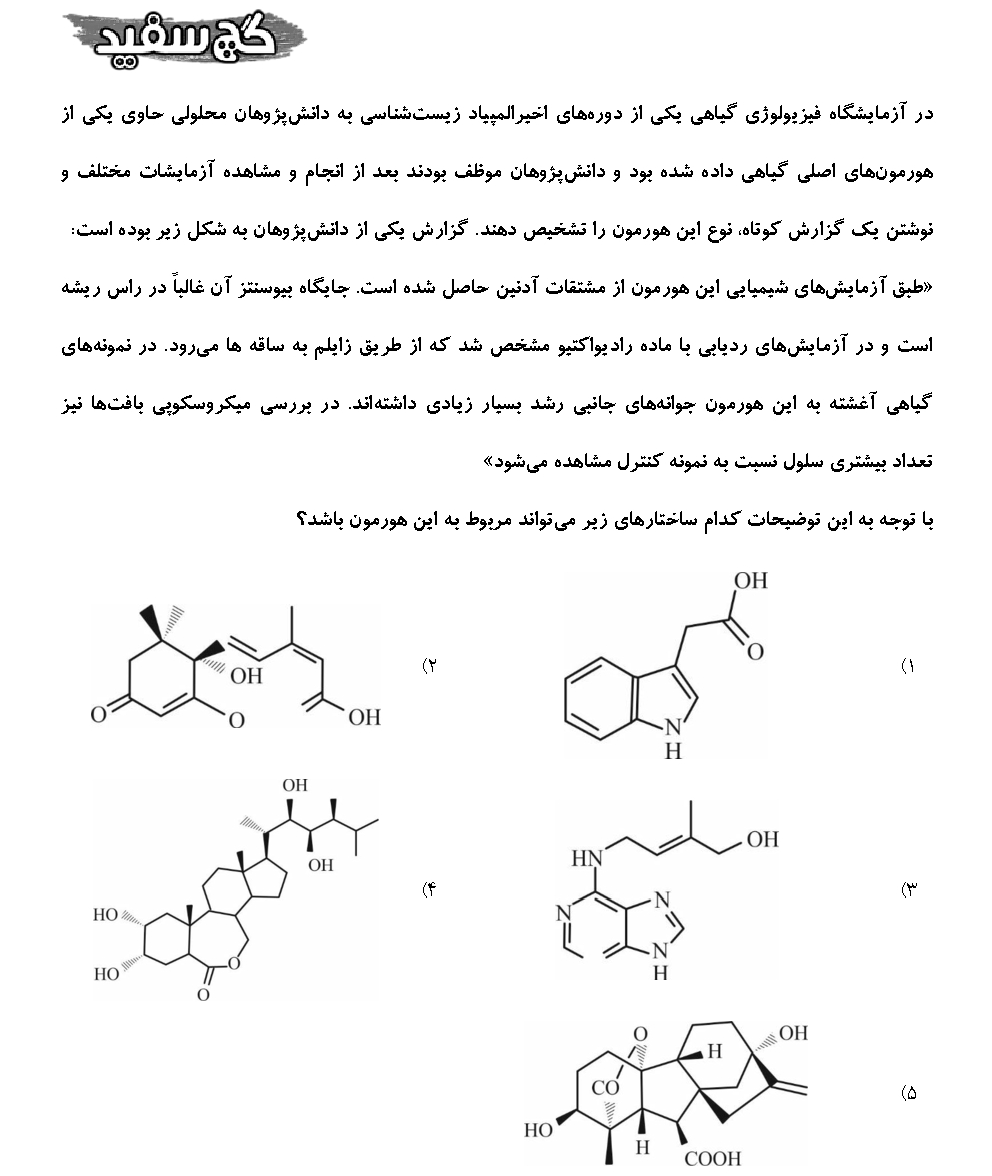 گچ سفید
در آزمایشگاه فیزیولوژی گیاهی یکی از دوره‌های اخیرالمپیاد زیست‌شناسی به دانش‌پژوهان محلولی حاوی یکی از
هورمون‌های اصلی گیاهی داده شده بود و دانش‌پژوهان موظف بودند بعد از انجام و مشاهده آزمایشات مختلف و
نوشتن یک گزارش کوتاه، نوع این هورمون را تشخیص دهند. گزارش یکی از دانش‌پژوهان به شکل زیر بوده است:
«طبق آزمایش‌های شیمیایی این هورمون از مشتقات آدنین حاصل شده است. جایگاه بیوسنتز آن غالباً در راس ریشه
است و در آزمایش‌های ردیابی با ماده رادیواکتیو مشخص شد که از طریق زایلم به ساقه ها می‌رود. در نمونه‌های
گیاهی آغشته به این هورمون جوانه‌های جانبی رشد بسیار زیادی داشته‌اند. در بررسی میکروسکوپی بافت‌ها نیز
تعداد بیشتری سلول نسبت به نمونه کنترل مشاهده می‌شود»
با توجه به این توضیحات کدام ساختارهای زیر می‌تواند مربوط به این هورمون باشد؟
(۱
OH
O
N
H
(۲
OH
O
O
OH
(۳
OH
HN
N
N
N
H
(۴
OH
OH
HO
HO
O
O
(۵
O
OH
H
CO
HO
H
COOH